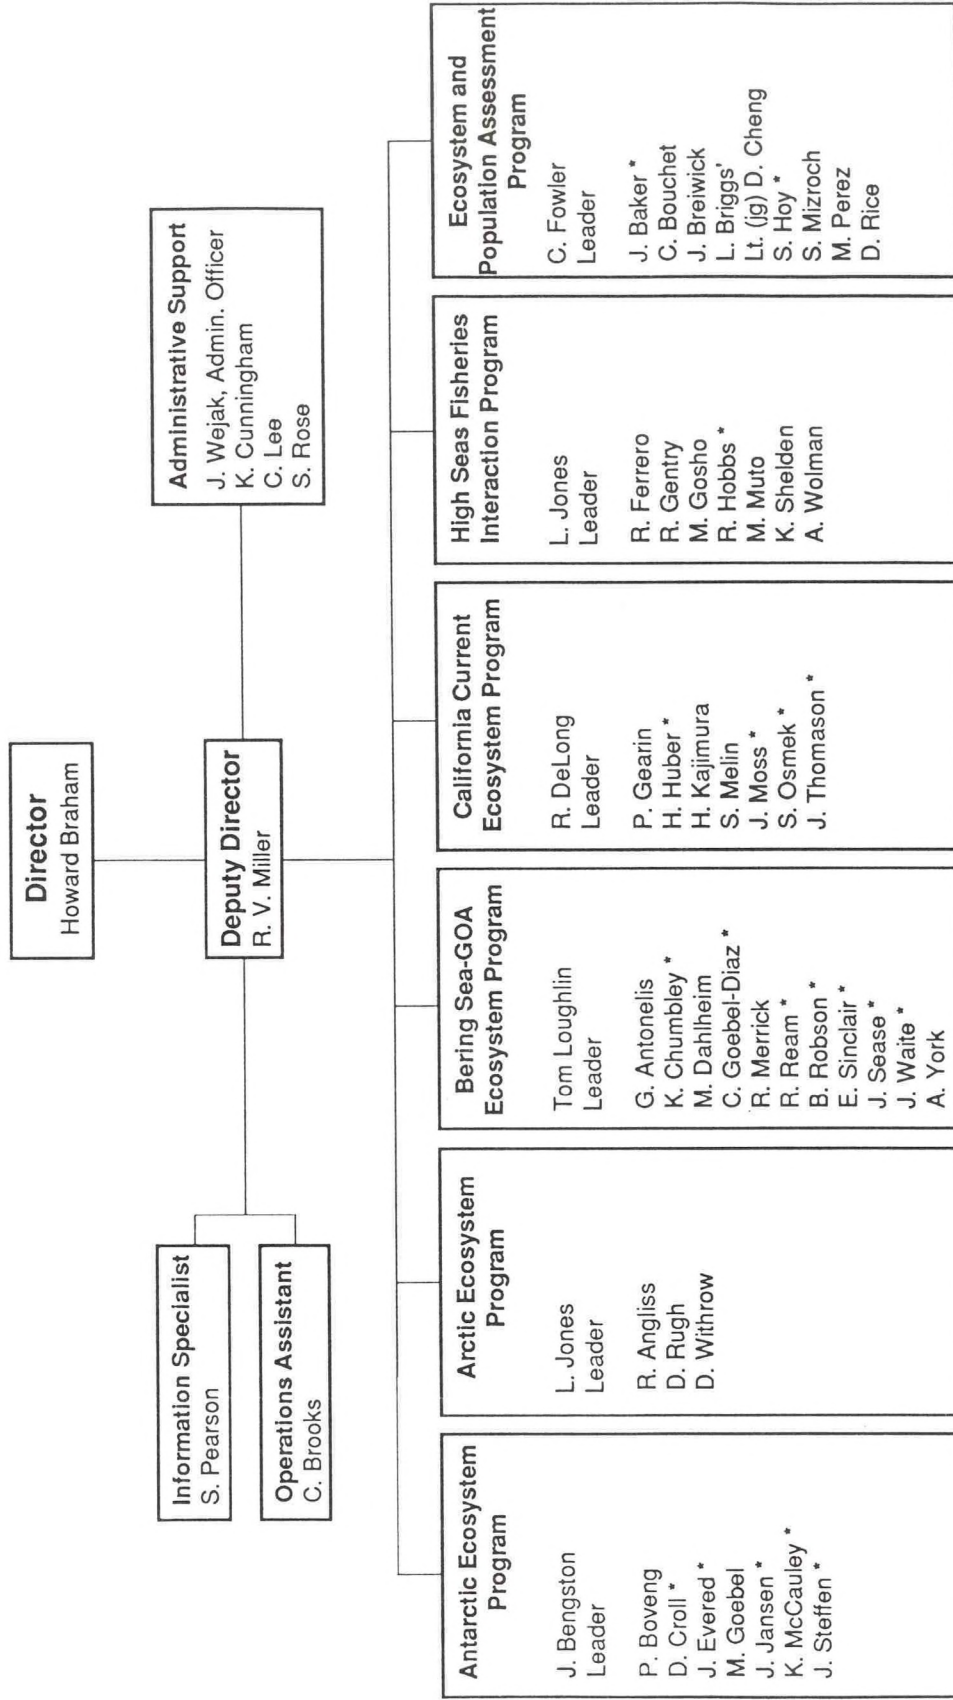 Director
Howard Braham
Deputy Director
R. V. Miller
Information Specialist
S. Pearson
Operations Assistant
C. Brooks
Administrative Support
J. Wejak, Admin. Officer
K. Cunningham
C. Lee
S. Rose
Antarctic Ecosystem
Program
J. Bengston
Leader
P. Boveng
D. Croll *
J. Evered *
M. Goebel
J. Jansen *
K. McCauley *
J. Steffen *
Arctic Ecosystem
Program
L. Jones
Leader
R. Angliss
D. Rugh
D. Withrow
Bering Sea-GOA
Ecosystem Program
Tom Loughlin
Leader
G. Antonelis
K. Chumbley *
M. Dahlheim
C. Goebel-Diaz *
R. Merrick
R. Ream *
B. Robson *
E. Sinclair *
J. Sease *
J. Waite *
A. York
California Current
Ecosystem Program
R. DeLong
Leader
P. Gearin
H. Huber *
H. Kajimura
S. Melin
J. Moss *
S. Osmek *
J. Thomason *
High Seas Fisheries
Interaction Program
L. Jones
Leader
R. Ferrero
R. Gentry
M. Gosho
R. Hobbs *
M. Muto
K. Shelden
A. Wolman
Ecosystem and
Population Assessment
Program
C. Fowler
Leader
J. Baker *
C. Bouchet
J. Breiwick
L. Briggs'
Lt. (jg) D. Cheng
S. Hoy *
S. Mizroch
M. Perez
D. Rice